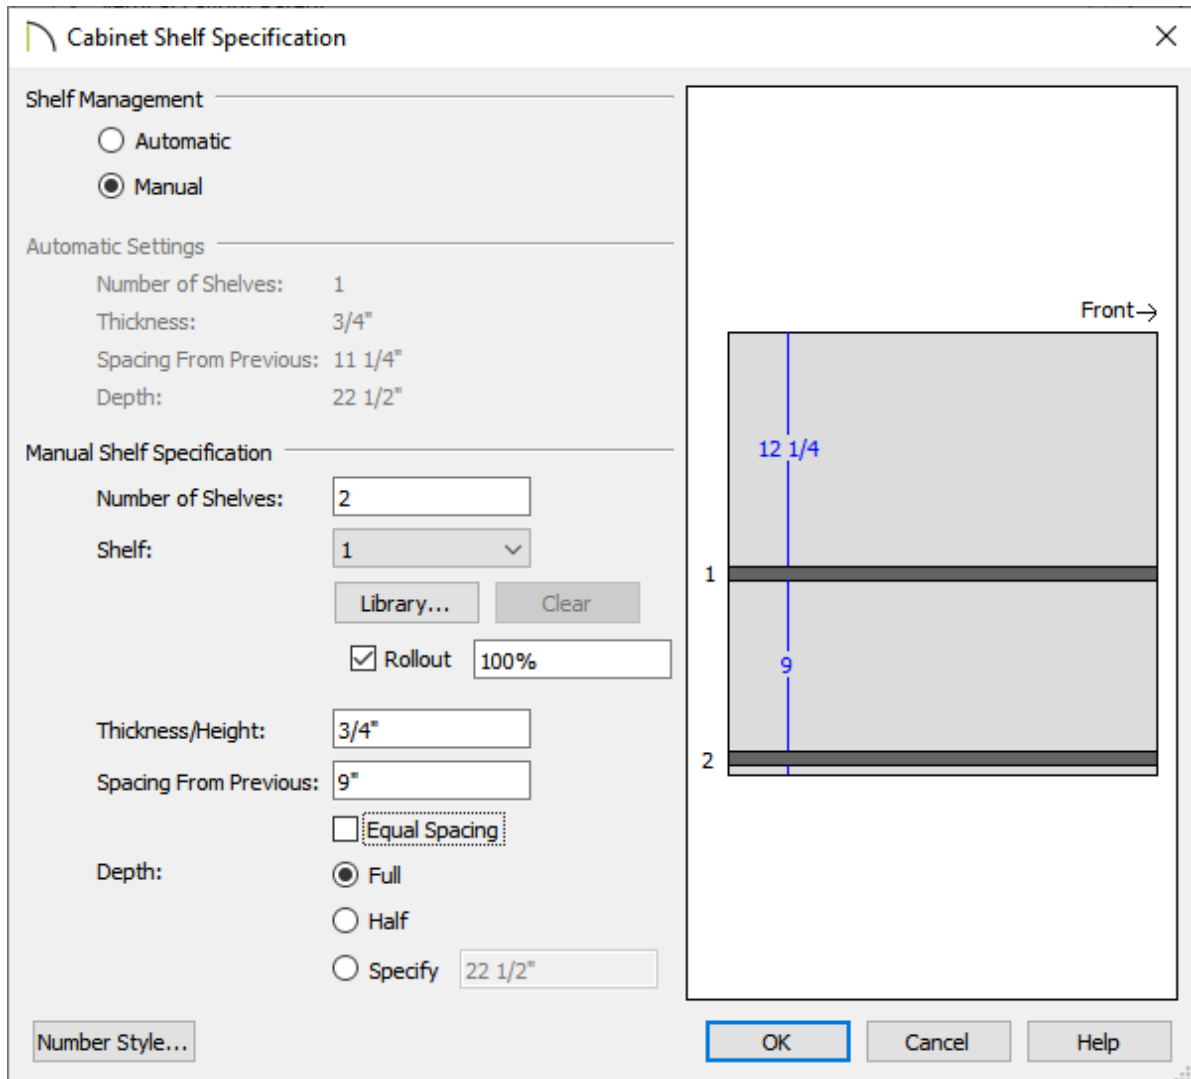 Cabinet Shelf Specification
Shelf Management
Automatic
Manual
Automatic Settings
Number of Shelves: 1
Thickness: 3/4"
Spacing From Previous: 11 1/4"
Depth: 22 1/2"
Manual Shelf Specification
Number of Shelves: 2
Shelf: 1
Library... Clear
Rollout 100%
Thickness/Height: 3/4"
Spacing From Previous: 9"
Equal Spacing
Depth: Full
Half
Specify 22 1/2"
Front→
12 1/4
1
9
2
Number Style... OK Cancel Help